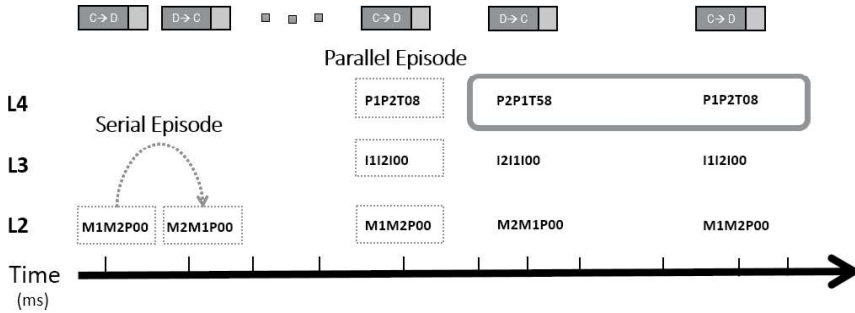 C→D D→C C→D D→C C→D
Parallel Episode
L4 P1P2T08 P2P1T58 P1P2T08
Serial Episode
L3 I1I2I00 I2I1I00 I1I2I00
L2 M1M2P00 M2M1P00 M1M2P00 M2M1P00 M1M2P00
Time
(ms)